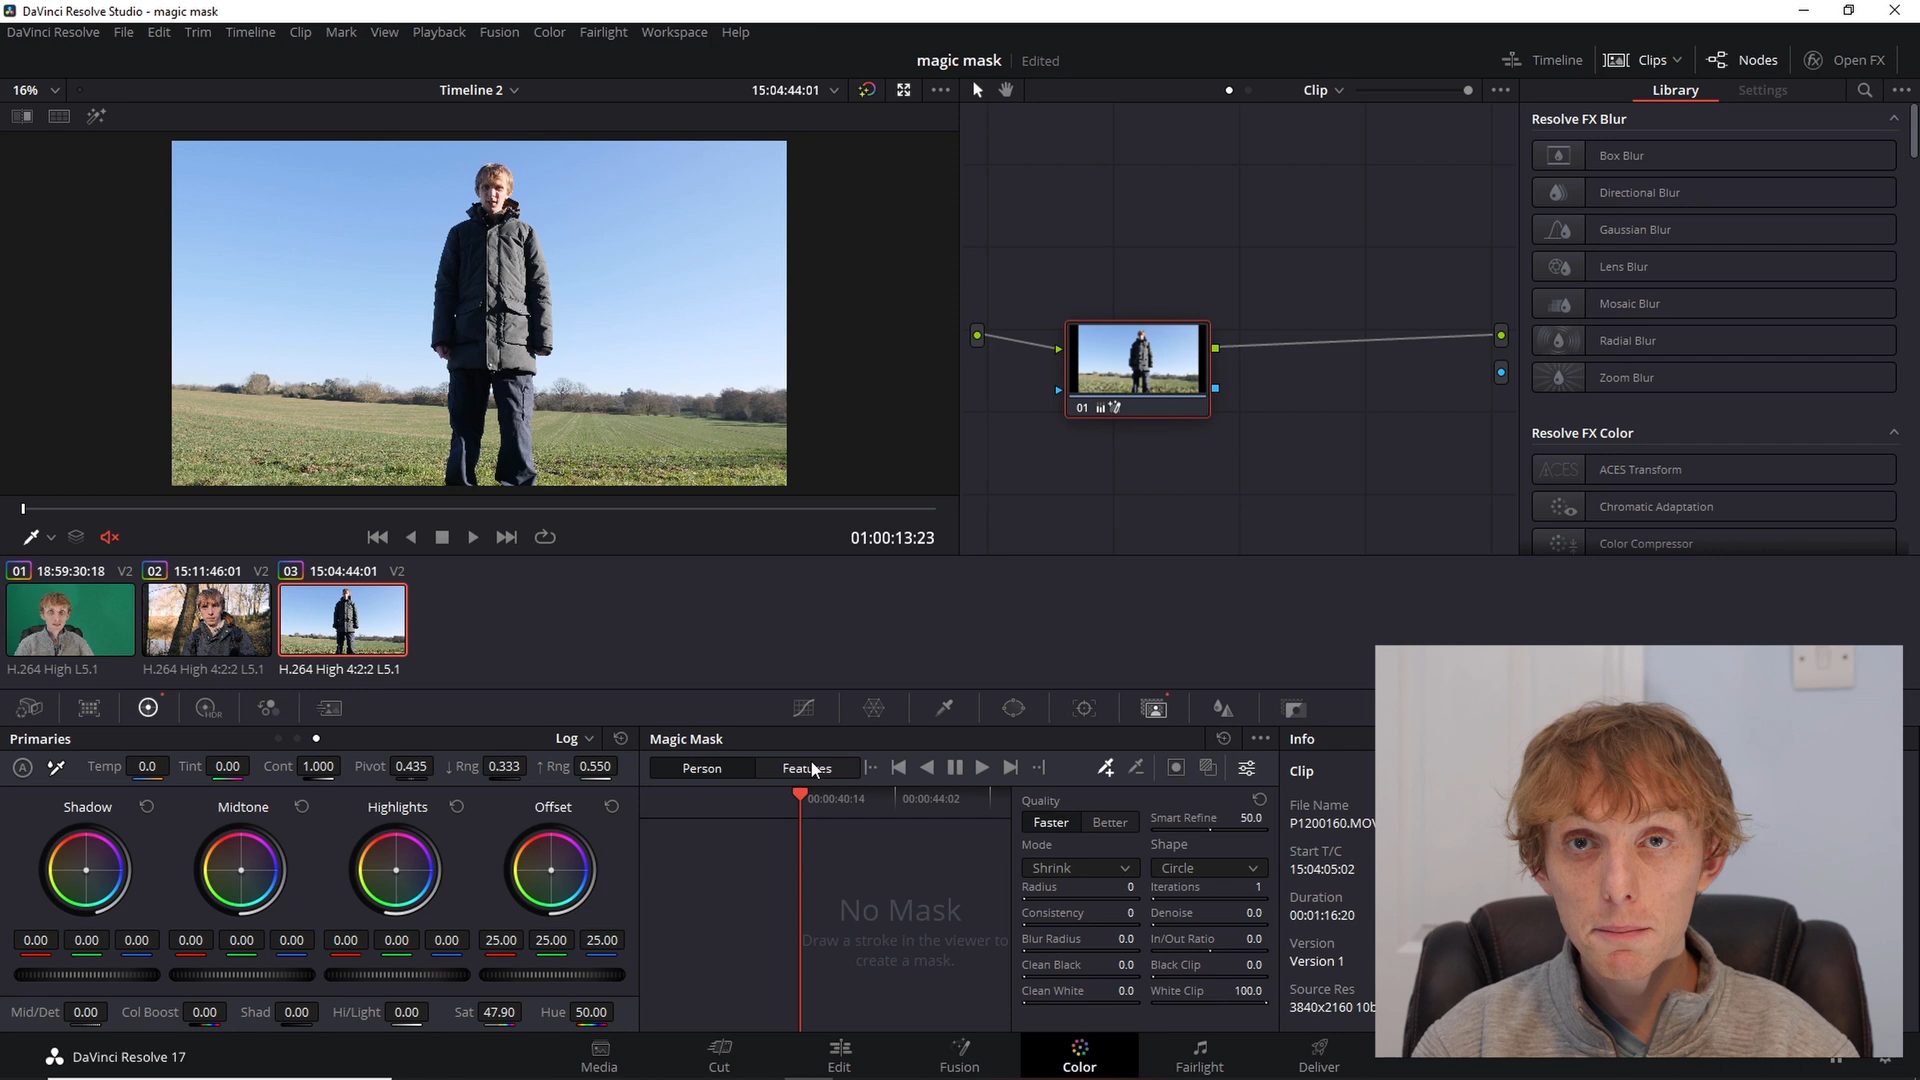 DaVinci Resolve Studio - magic mask
DaVinci Resolve File Edit Trim Timeline Clip Mark View Playback Fusion Color Fairlight Workspace Help
magic mask Edited
Timeline Clips Nodes Open FX
16% Timeline 2 15:04:44:01 Clip Library Settings
Resolve FX Blur
Box Blur
Directional Blur
Gaussian Blur
Lens Blur
Mosaic Blur
Radial Blur
Zoom Blur
01
Resolve FX Color
ACES ACES Transform
Chromatic Adaptation
Color Compressor
01:00:13:23
01 18:59:30:18 V2 02 15:11:46:01 V2 03 15:04:44:01 V2
H.264 High L5.1 H.264 High 4:2:2 L5.1 H.264 High 4:2:2 L5.1
HDR
Primaries Log Magic Mask Info
A Temp 0.0 Tint 0.00 Cont 1.000 Pivot 0.435 ↓ Rng 0.333 ↑ Rng 0.550
Person Features
Clip
Shadow Midtone Highlights Offset
00:00:40:14 00:00:44:02
Quality
Faster Better Smart Refine 50.0
Mode Shape
Shrink Circle
Radius 0 Iterations 1
Consistency 0 Denoise 0.0
Blur Radius 0.0 In/Out Ratio 0.0
Clean Black 0.0 Black Clip 0.0
Clean White 0.0 White Clip 100.0
No Mask
Draw a stroke in the viewer to
create a mask.
File Name
P1200160.MOV
Start T/C
15:04:05:02
Duration
00:01:16:20
Version
Version 1
Source Res
3840x2160 10b
0.00 0.00 0.00 0.00 0.00 0.00 0.00 0.00 0.00 25.00 25.00 25.00
Mid/Det 0.00 Col Boost 0.00 Shad 0.00 Hi/Light 0.00 Sat 47.90 Hue 50.00
DaVinci Resolve 17
Media Cut Edit Fusion Color Fairlight Deliver